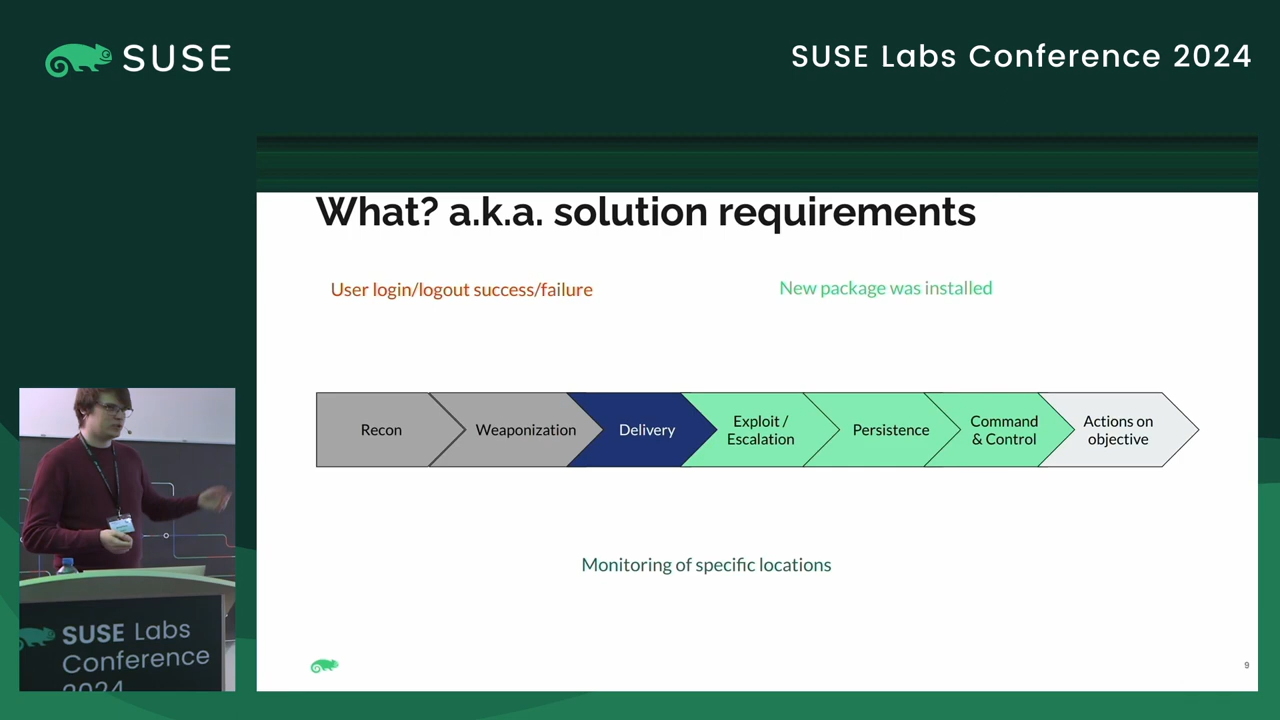 SUSE
SUSE Labs Conference 2024
What? a.k.a. solution requirements
User login/logout success/failure
New package was installed
Recon
Weaponization
Delivery
Exploit /
Escalation
Persistence
Command
& Control
Actions on
objective
Monitoring of specific locations
9
SUSE Labs
Conference
2024